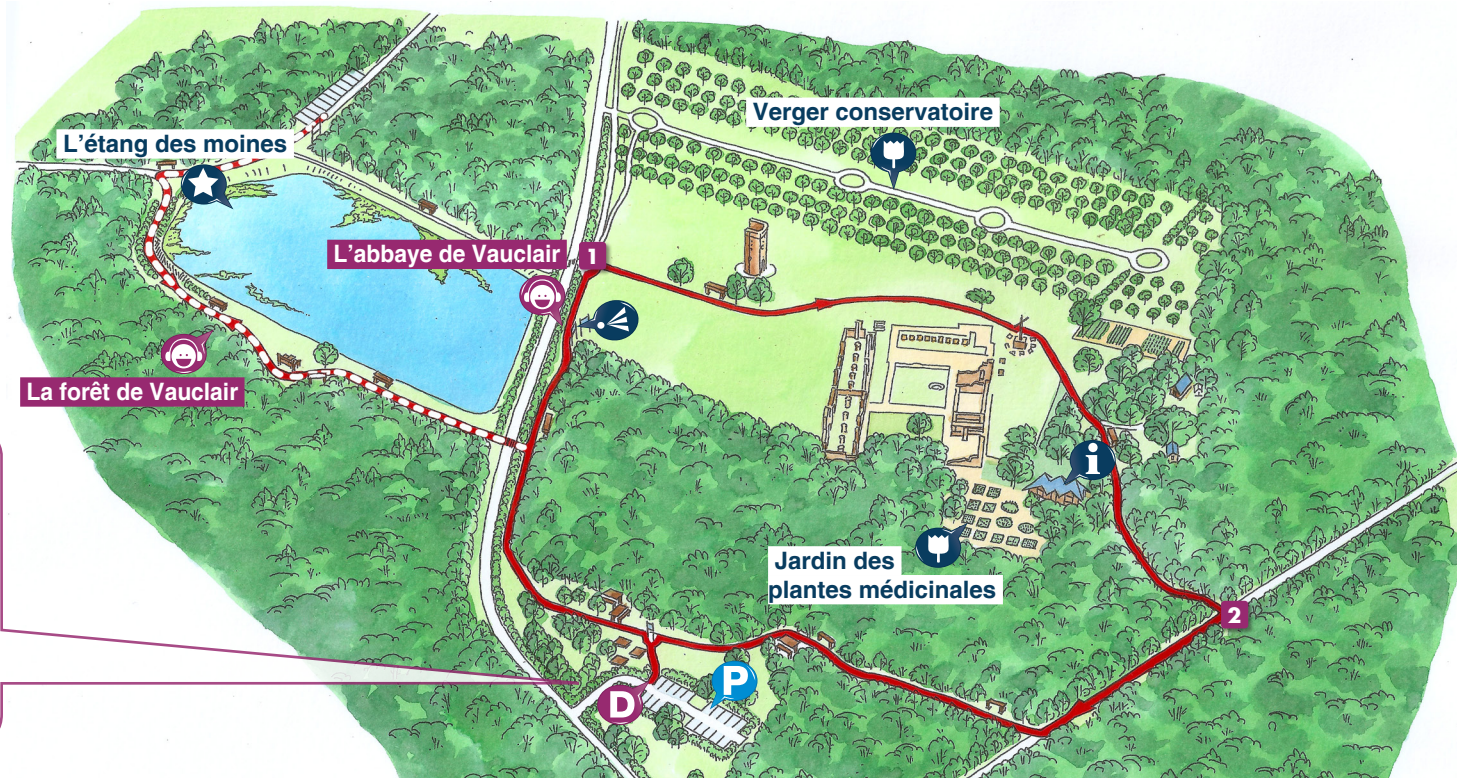 Verger conservatoire
L'étang des moines
L'abbaye de Vauclair
1
La forêt de Vauclair
i
Jardin des
plantes médicinales
2
P
D